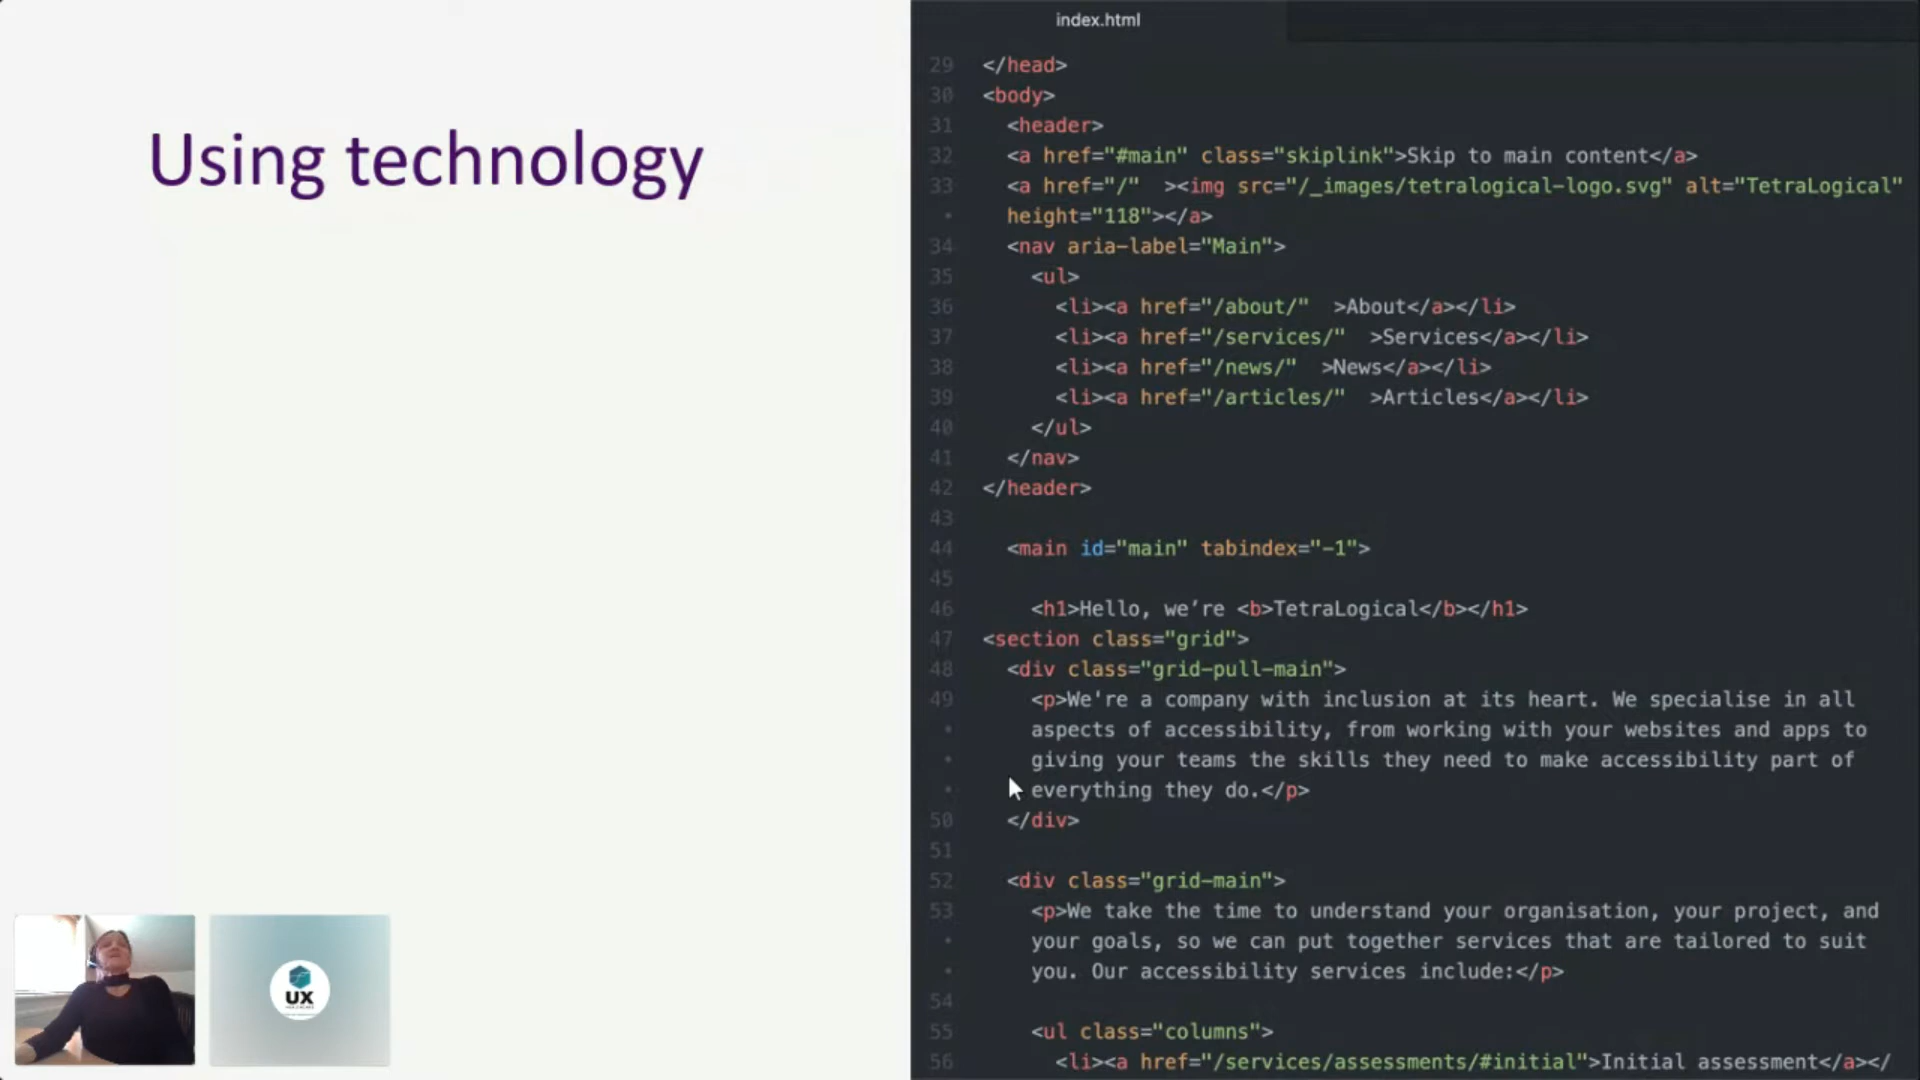 Using technology
index.html
29 </head>
30 <body>
31 <header>
32 <a href="#main" class="skiplink">Skip to main content</a>
33 <a href="/" ><img src="/_images/tetralogical-logo.svg" alt="TetraLogical"
height="118"></a>
34 <nav aria-label="Main">
35 <ul>
36 <li><a href="/about/" >About</a></li>
37 <li><a href="/services/" >Services</a></li>
38 <li><a href="/news/" >News</a></li>
39 <li><a href="/articles/" >Articles</a></li>
40 </ul>
41 </nav>
42 </header>
43
44 <main id="main" tabindex="-1">
45
46 <h1>Hello, we’re <b>TetraLogical</b></h1>
47 <section class="grid">
48 <div class="grid-pull-main">
49 <p>We're a company with inclusion at its heart. We specialise in all
aspects of accessibility, from working with your websites and apps to
giving your teams the skills they need to make accessibility part of
everything they do.</p>
50 </div>
51
52 <div class="grid-main">
53 <p>We take the time to understand your organisation, your project, and
your goals, so we can put together services that are tailored to suit
you. Our accessibility services include:</p>
54
55 <ul class="columns">
56 <li><a href="/services/assessments/#initial">Initial assessment</a></
UX